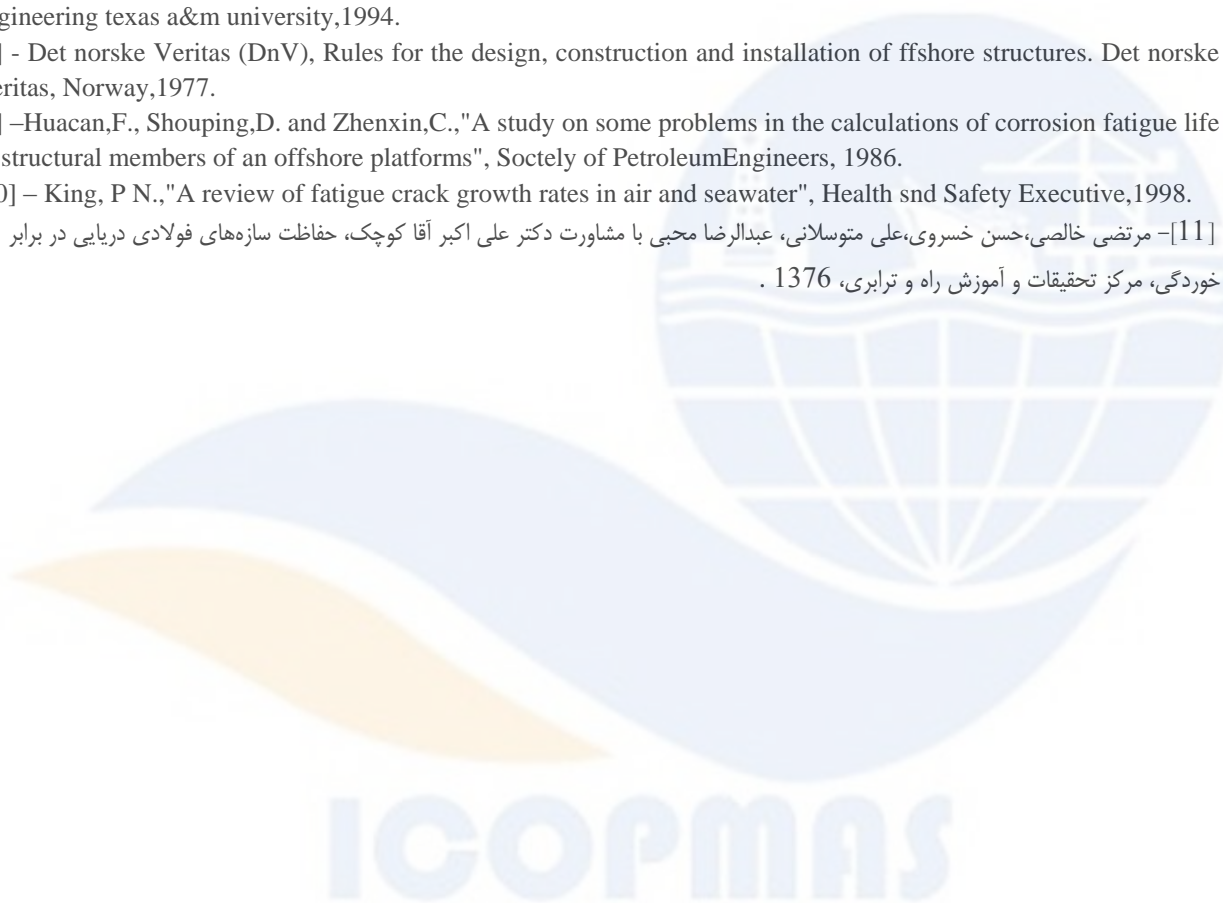 gineering texas a&m university,1994.
] - Det norske Veritas (DnV), Rules for the design, construction and installation of ffshore structures. Det norske
eritas, Norway,1977.
] –Huacan,F., Shouping,D. and Zhenxin,C.,"A study on some problems in the calculations of corrosion fatigue life
structural members of an offshore platforms", Soctely of PetroleumEngineers, 1986.
0] – King, P N.,"A review of fatigue crack growth rates in air and seawater", Health snd Safety Executive,1998.
[11]- مرتضی خالصی،حسن خسروی،علی متوسلانی، عبدالرضا محبی با مشاورت دکتر علی اکبر آقا کوچک، حفاظت سازه‌های فولادی دریایی در برابر
خوردگی، مرکز تحقیقات و آموزش راه و ترابری، 1376 .
ICOPMAS